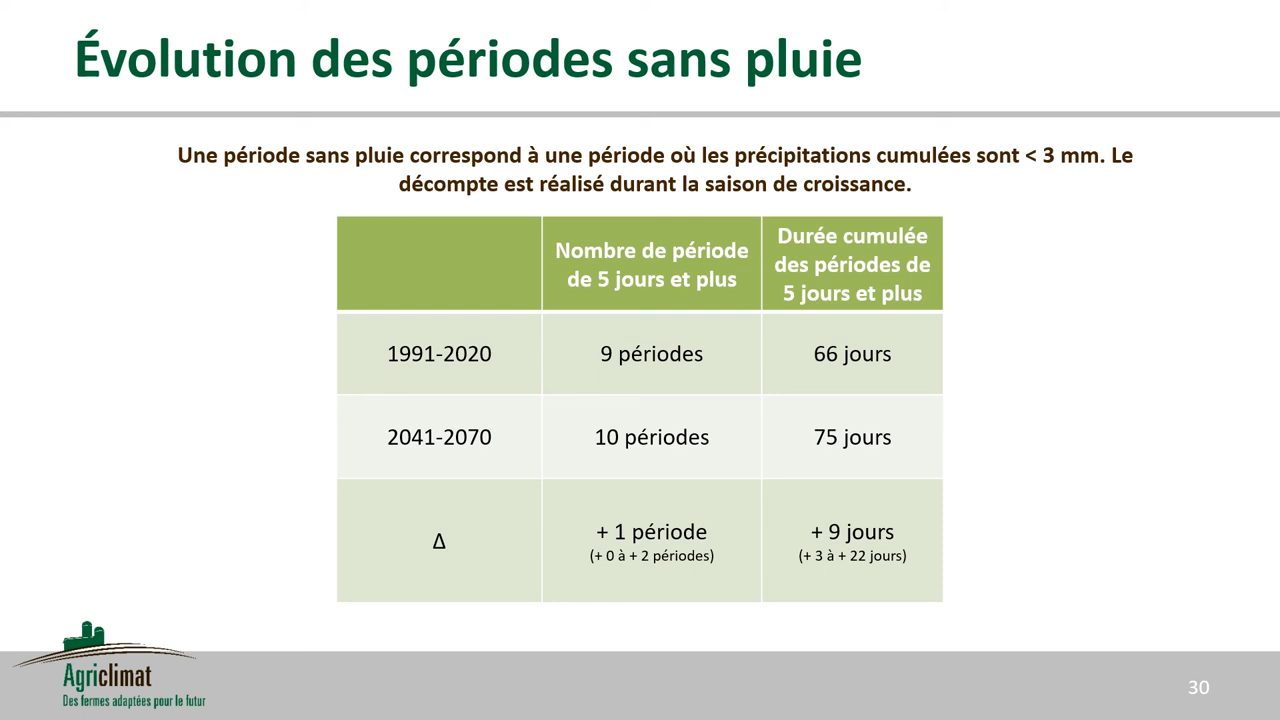 Évolution des périodes sans pluie
Une période sans pluie correspond à une période où les précipitations cumulées sont < 3 mm. Le
décompte est réalisé durant la saison de croissance.
Nombre de période
de 5 jours et plus
Durée cumulée
des périodes de
5 jours et plus
1991-2020
9 périodes
66 jours
2041-2070
10 périodes
75 jours
Δ
+ 1 période
(+ 0 à + 2 périodes)
+ 9 jours
(+ 3 à + 22 jours)
Agriclimat
Des fermes adaptées pour le futur
30